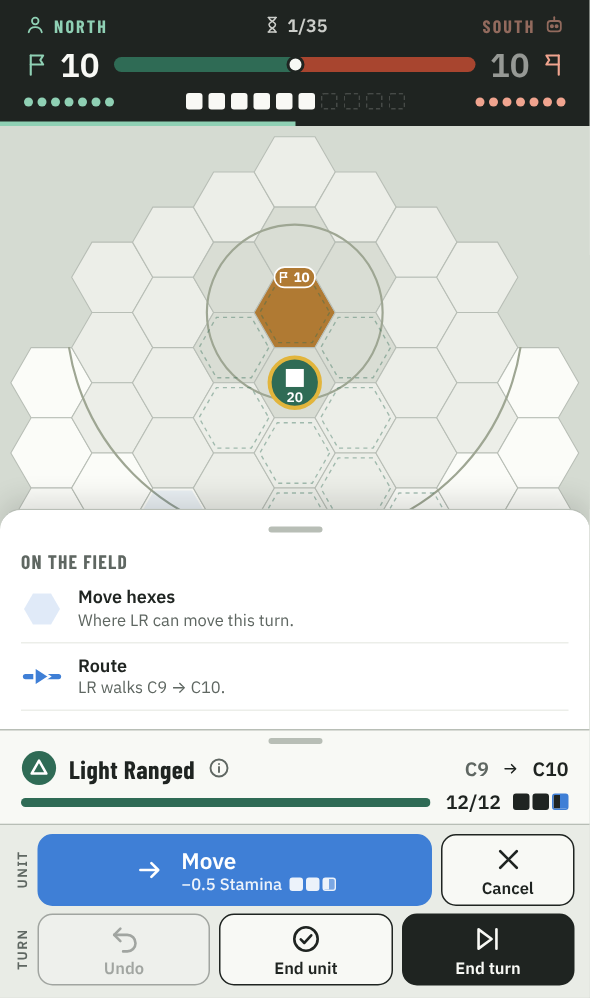 NORTH
1/35
SOUTH
10
10
10
20
ON THE FIELD
Move hexes
Where LR can move this turn.
Route
LR walks C9 → C10.
Light Ranged
C9 → C10
12/12
UNIT
Move
−0.5 Stamina
Cancel
TURN
Undo
End unit
End turn